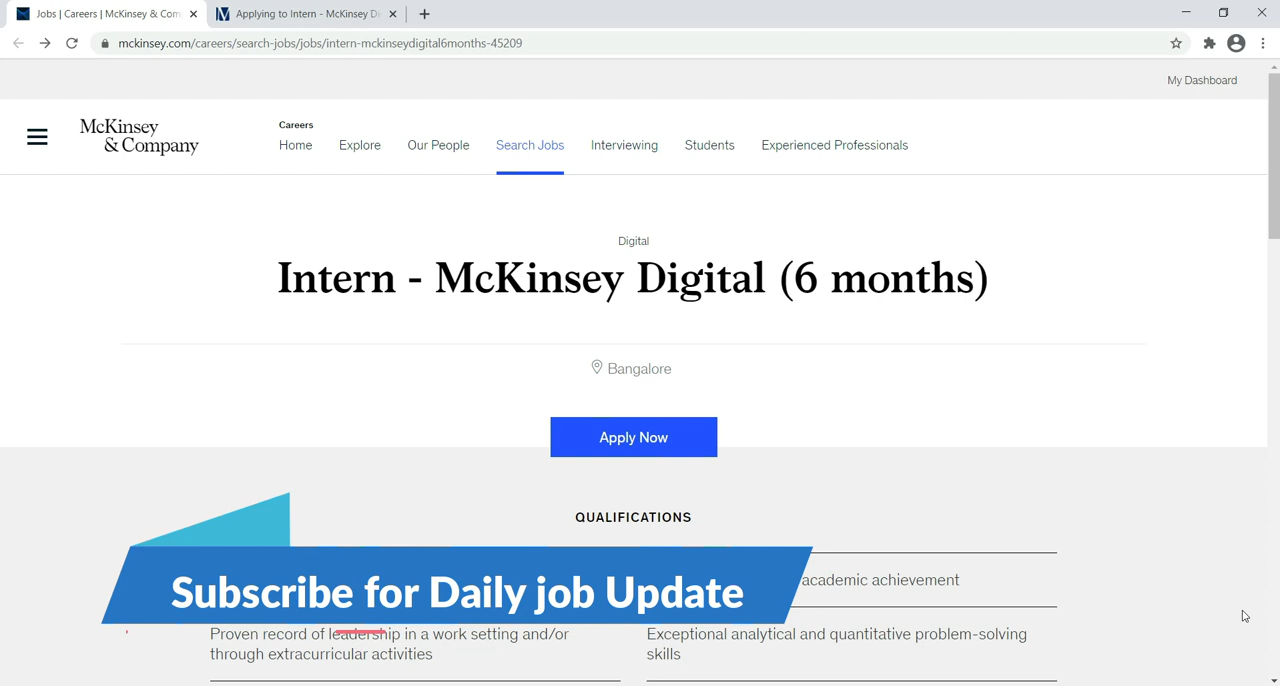 Jobs | Careers | McKinsey & Com
Applying to Intern - McKinsey Di
mckinsey.com/careers/search-jobs/jobs/intern-mckinseydigital6months-45209
My Dashboard
McKinsey
& Company
Careers
Home
Explore
Our People
Search Jobs
Interviewing
Students
Experienced Professionals
Digital
Intern - McKinsey Digital (6 months)
Bangalore
Apply Now
QUALIFICATIONS
academic achievement
Subscribe for Daily job Update
Proven record of leadership in a work setting and/or
through extracurricular activities
Exceptional analytical and quantitative problem-solving
skills